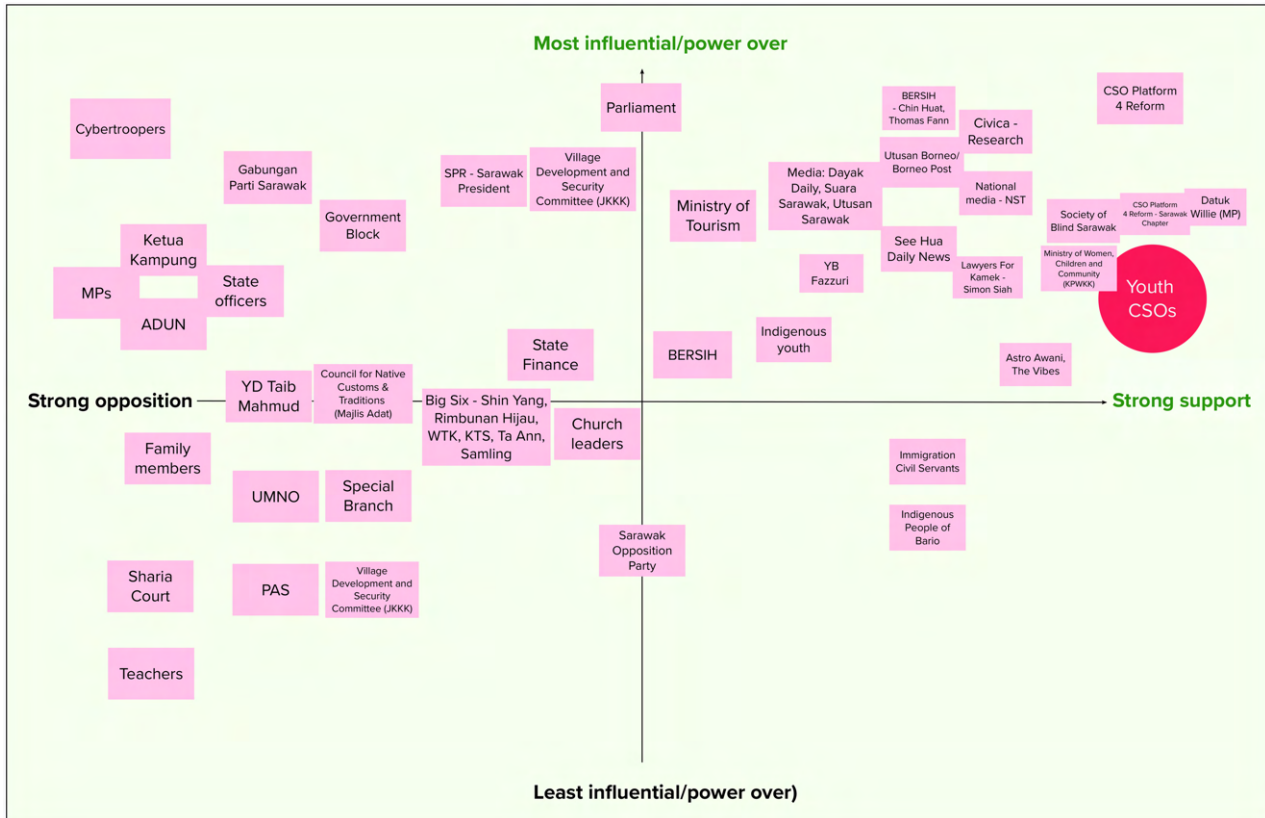 Most influential/power over
Cybertroopers
Parliament
BERSIH
- Chin Huat,
Thomas Fann
CSO Platform
4 Reform
Civica -
Research
Gabungan
Parti Sarawak
SPR - Sarawak
President
Village
Development and
Security
Committee (JKKK)
Utusan Borneo/
Borneo Post
Media: Dayak
Daily, Suara
Sarawak, Utusan
Sarawak
National
media - NST
Government
Block
Ministry of
Tourism
Society of
Blind Sarawak
CSO Platform
4 Reform - Sarawak
Chapter
Datuk
Willie (MP)
Ketua
Kampung
MPs
State
officers
ADUN
See Hua
Daily News
YB
Fazzuri
Lawyers For
Kamek -
Simon Siah
Ministry of Women,
Children and
Community
(KPWKK)
Youth
CSOs
State
Finance
BERSIH
Indigenous
youth
Astro Awani,
The Vibes
Strong opposition
YD Taib
Mahmud
Council for Native
Customs &
Traditions
(Majlis Adat)
Big Six - Shin Yang,
Rimbunan Hijau,
WTK, KTS, Ta Ann,
Samling
Church
leaders
Strong support
Family
members
UMNO
Special
Branch
Immigration
Civil Servants
Indigenous
People of
Bario
Sarawak
Opposition
Party
Sharia
Court
PAS
Village
Development and
Security
Committee (JKKK)
Teachers
Least influential/power over)